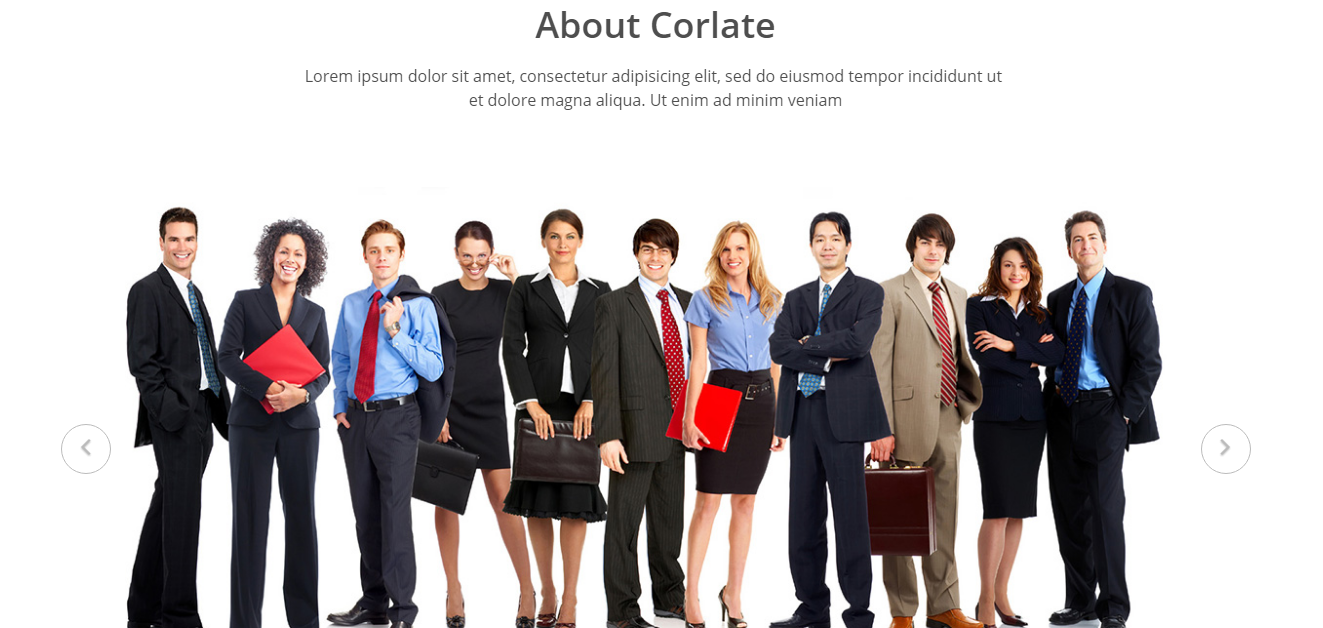 About Corlate
Lorem ipsum dolor sit amet, consectetur adipisicing elit, sed do eiusmod tempor incididunt ut
et dolore magna aliqua. Ut enim ad minim veniam